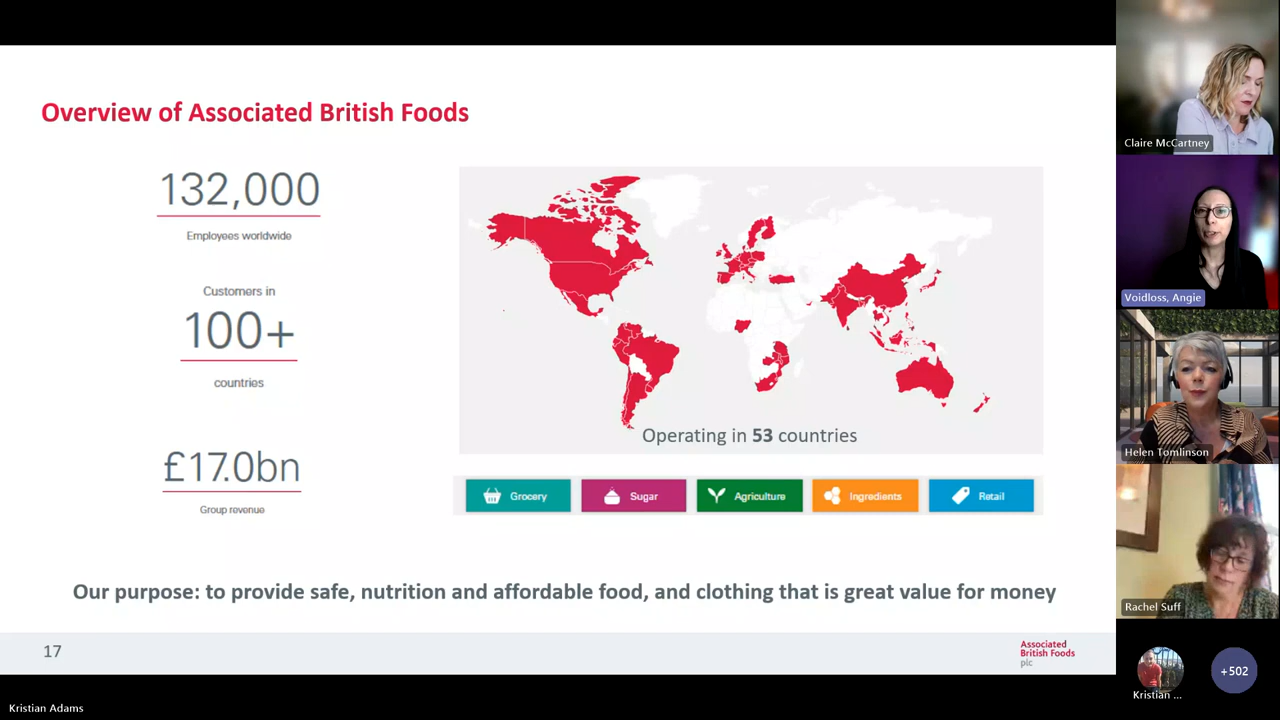 Overview of Associated British Foods
132,000
Employees worldwide
Customers in
100+
countries
£17.0bn
Group revenue
Operating in 53 countries
Grocery
Sugar
Agriculture
Ingredients
Retail
Our purpose: to provide safe, nutrition and affordable food, and clothing that is great value for money
17
Associated
British Foods
plc
Kristian Adams
Claire McCartney
Voidloss, Angie
Helen Tomlinson
Rachel Suff
Kristian ...
+502